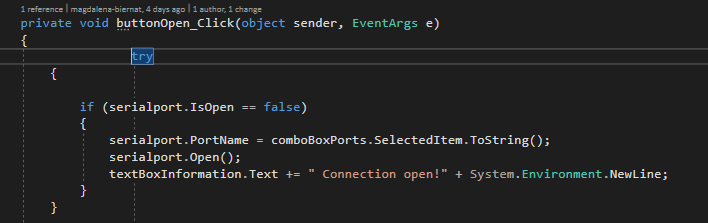 1 reference | magdalena-biernat, 4 days ago | 1 author, 1 change
private void buttonOpen_Click(object sender, EventArgs e)
{
try
{
if (serialport.IsOpen == false)
{
serialport.PortName = comboBoxPorts.SelectedItem.ToString();
serialport.Open();
textBoxInformation.Text += " Connection open!" + System.Environment.NewLine;
}
}